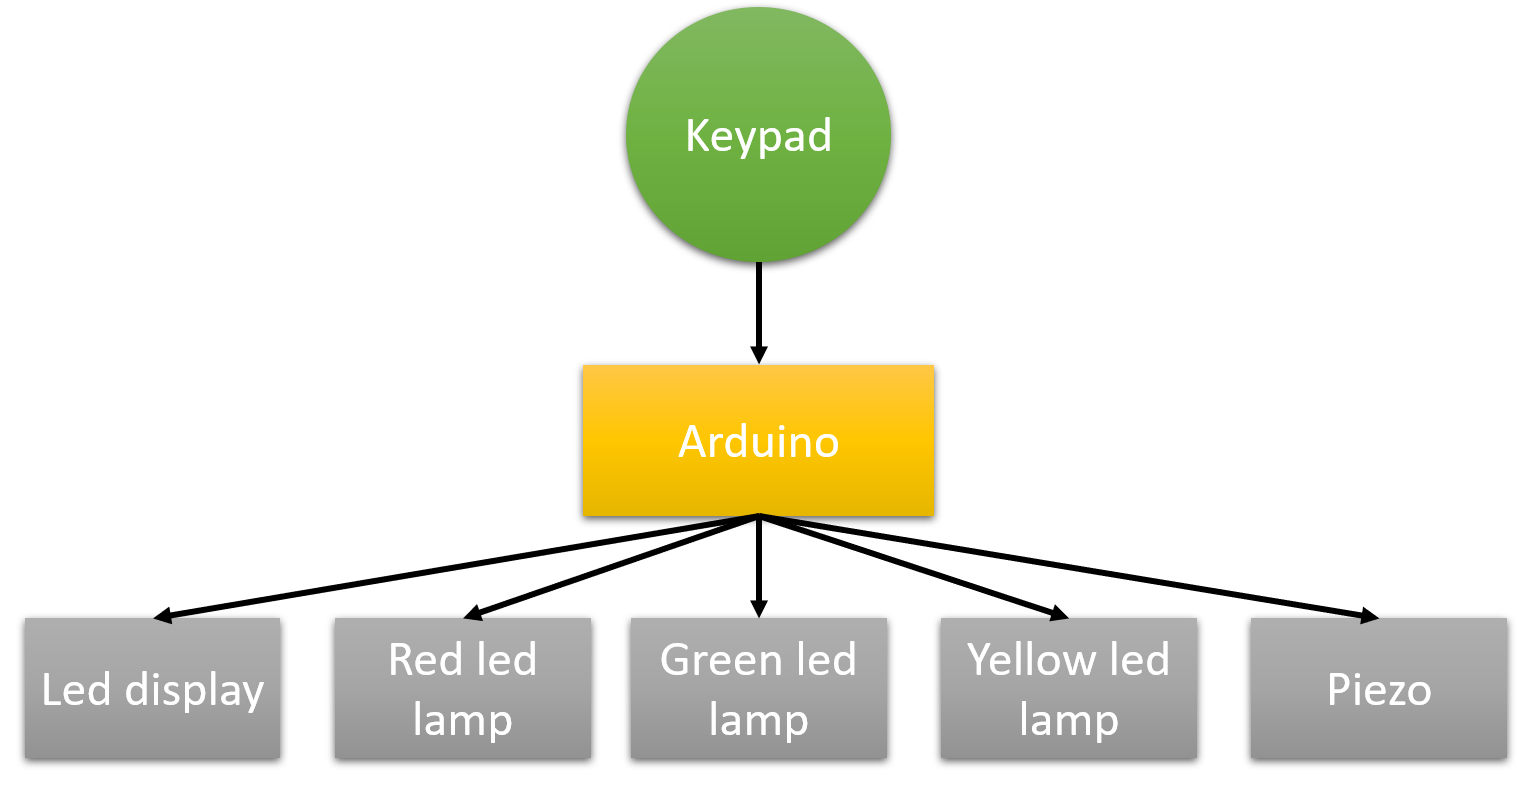 Keypad
Arduino
Led display
Red led
lamp
Green led
lamp
Yellow led
lamp
Piezo